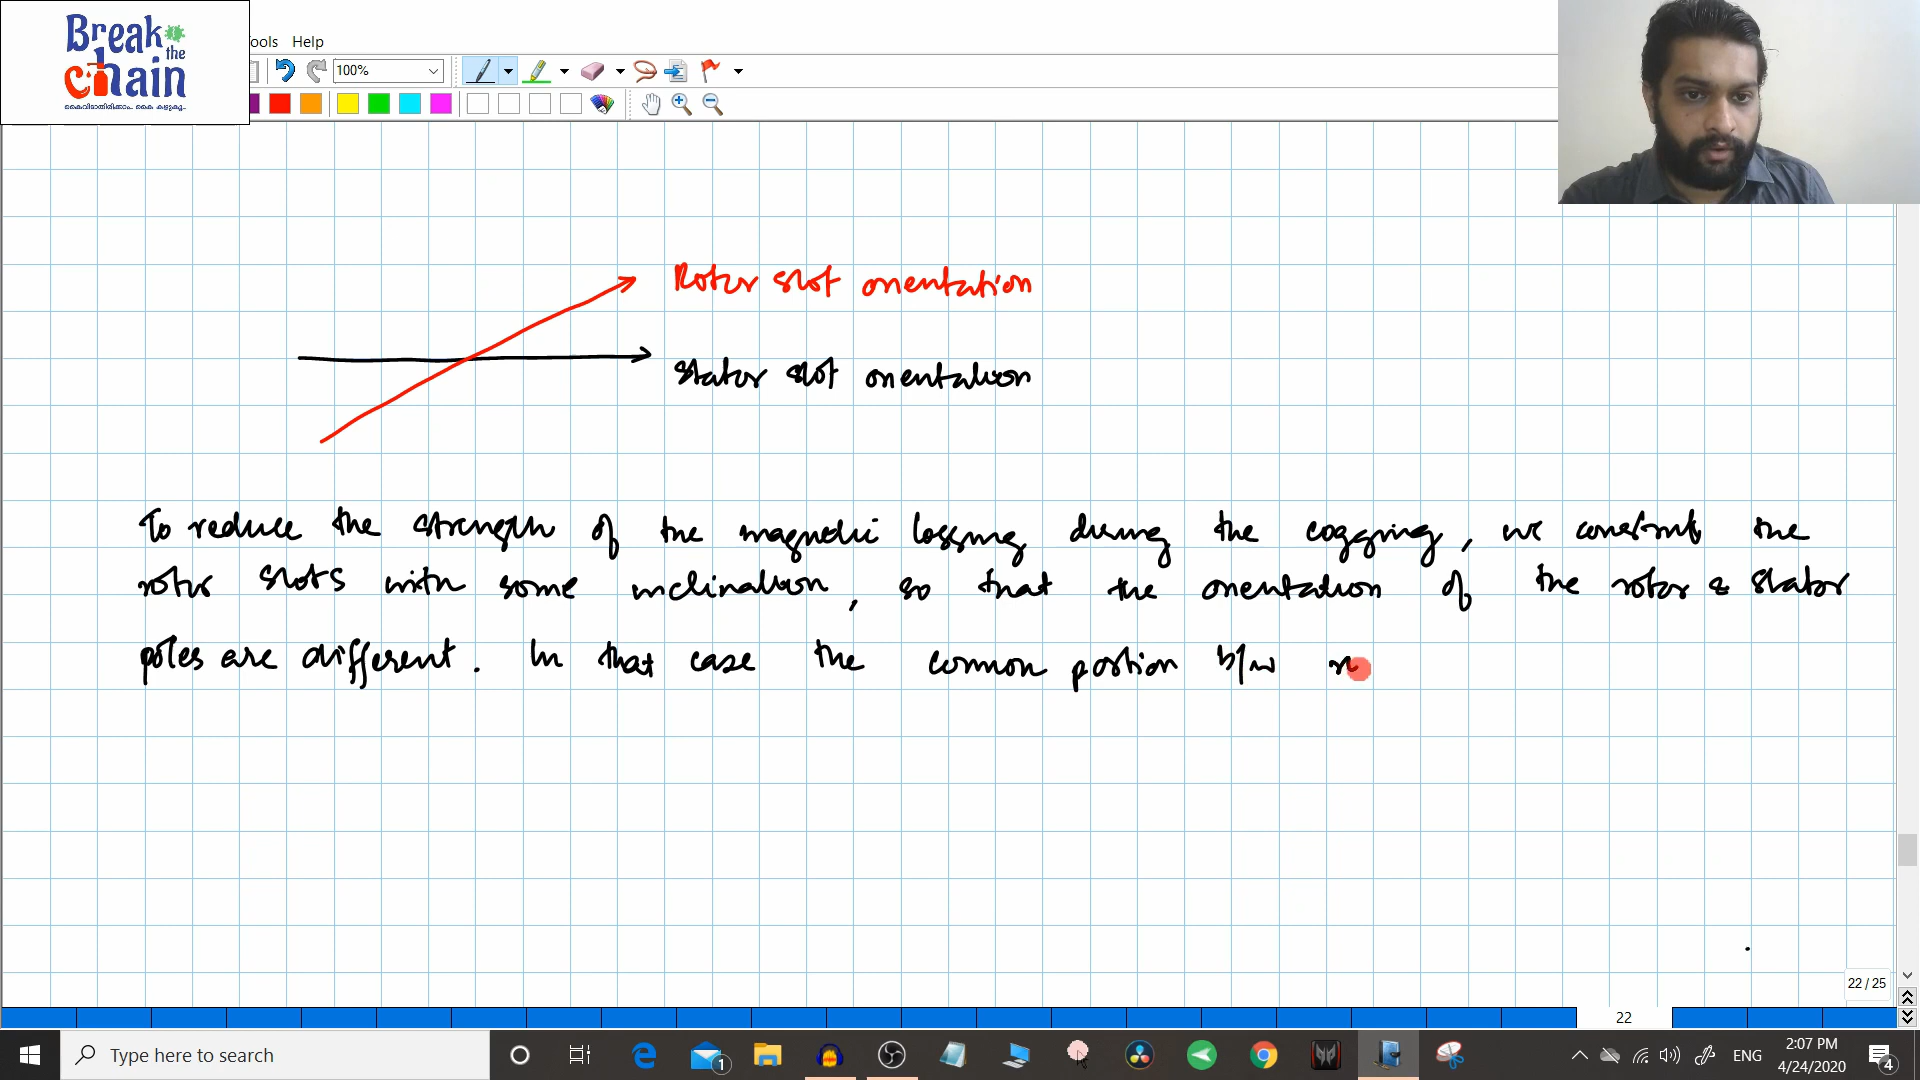 Break
the
chain
കൈവിടാതിരിക്കാം.. കൈ കഴുകൂ..
ools Help
100%
Rotor slot orientation
Stator slot orientation
To reduce the strength of the magnetic during the cogging, we construct the
rotor slots with some inclination, so that the orientation of the rotor & stator
poles are different. In that case the common portion b/w
22 / 25
22
Type here to search
1
ENG
2:07 PM
4/24/2020
4